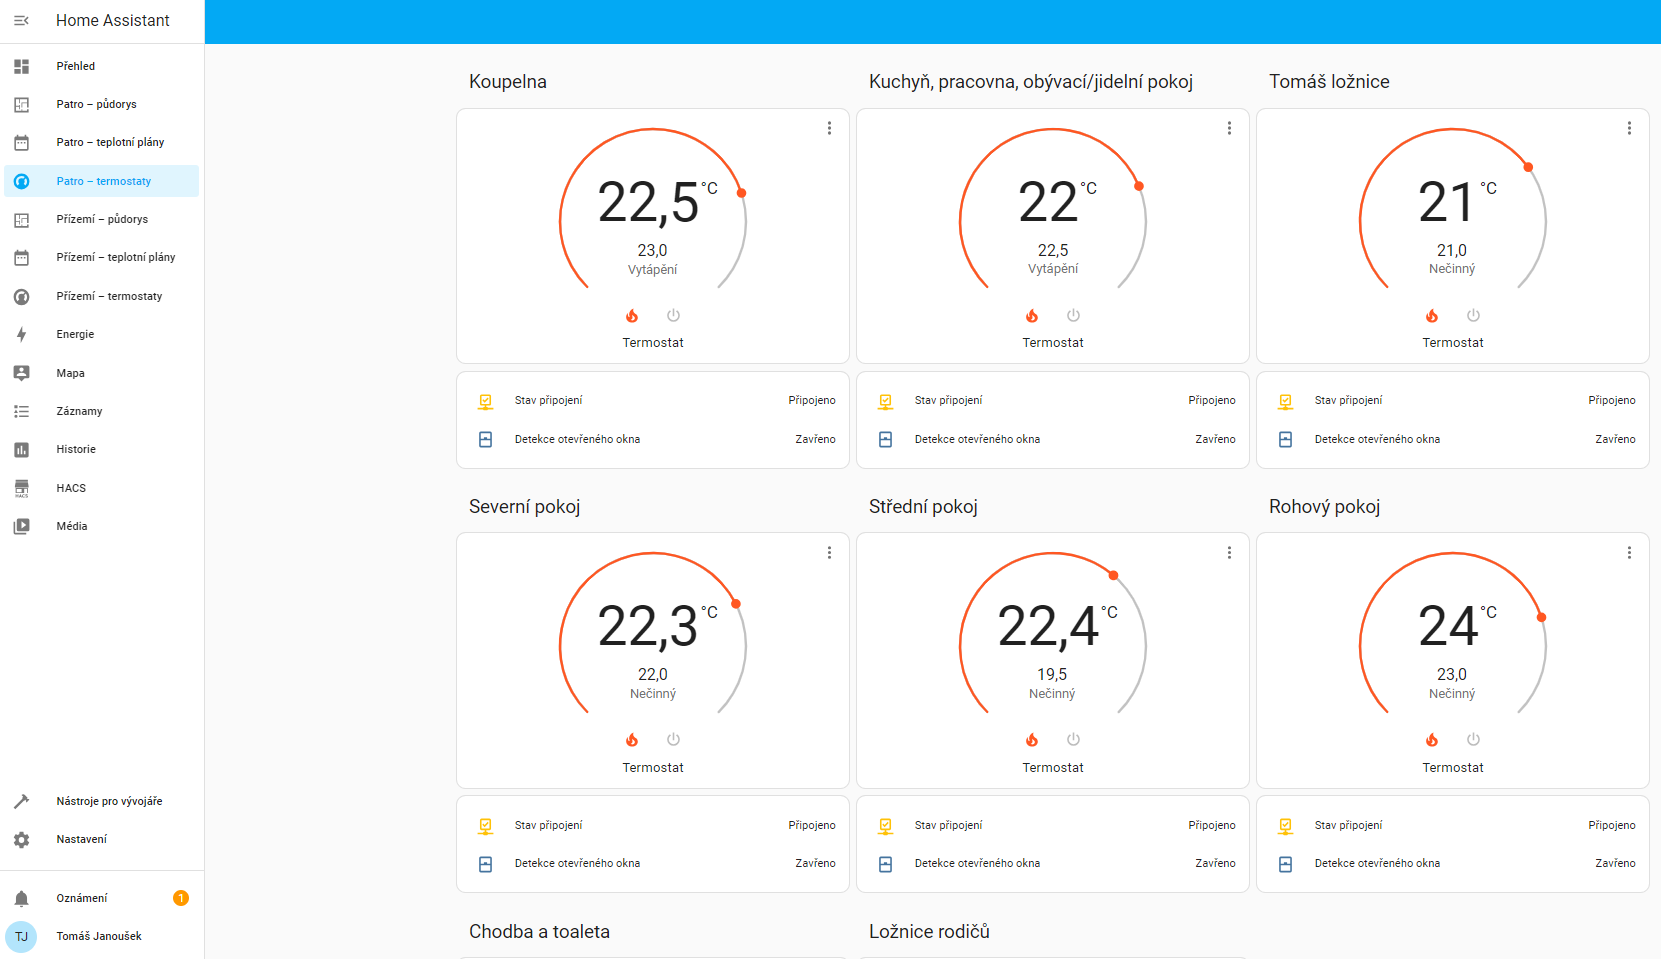 Home Assistant
Přehled
Patro – půdorys
Patro – teplotní plány
Patro – termostaty
Přízemí – půdorys
Přízemí – teplotní plány
Přízemí – termostaty
Energie
Mapa
Záznamy
Historie
HACS
Média
Nástroje pro vývojáře
Nastavení
Oznámení 1
TJ Tomáš Janoušek
Koupelna
22,5 °C
23,0
Vytápění
Termostat
Stav připojení Připojeno
Detekce otevřeného okna Zavřeno
Kuchyň, pracovna, obývací/jidelní pokoj
22 °C
22,5
Vytápění
Termostat
Stav připojení Připojeno
Detekce otevřeného okna Zavřeno
Tomáš ložnice
21 °C
21,0
Nečinný
Termostat
Stav připojení Připojeno
Detekce otevřeného okna Zavřeno
Severní pokoj
22,3 °C
22,0
Nečinný
Termostat
Stav připojení Připojeno
Detekce otevřeného okna Zavřeno
Střední pokoj
22,4 °C
19,5
Nečinný
Termostat
Stav připojení Připojeno
Detekce otevřeného okna Zavřeno
Rohový pokoj
24 °C
23,0
Nečinný
Termostat
Stav připojení Připojeno
Detekce otevřeného okna Zavřeno
Chodba a toaleta
Ložnice rodičů